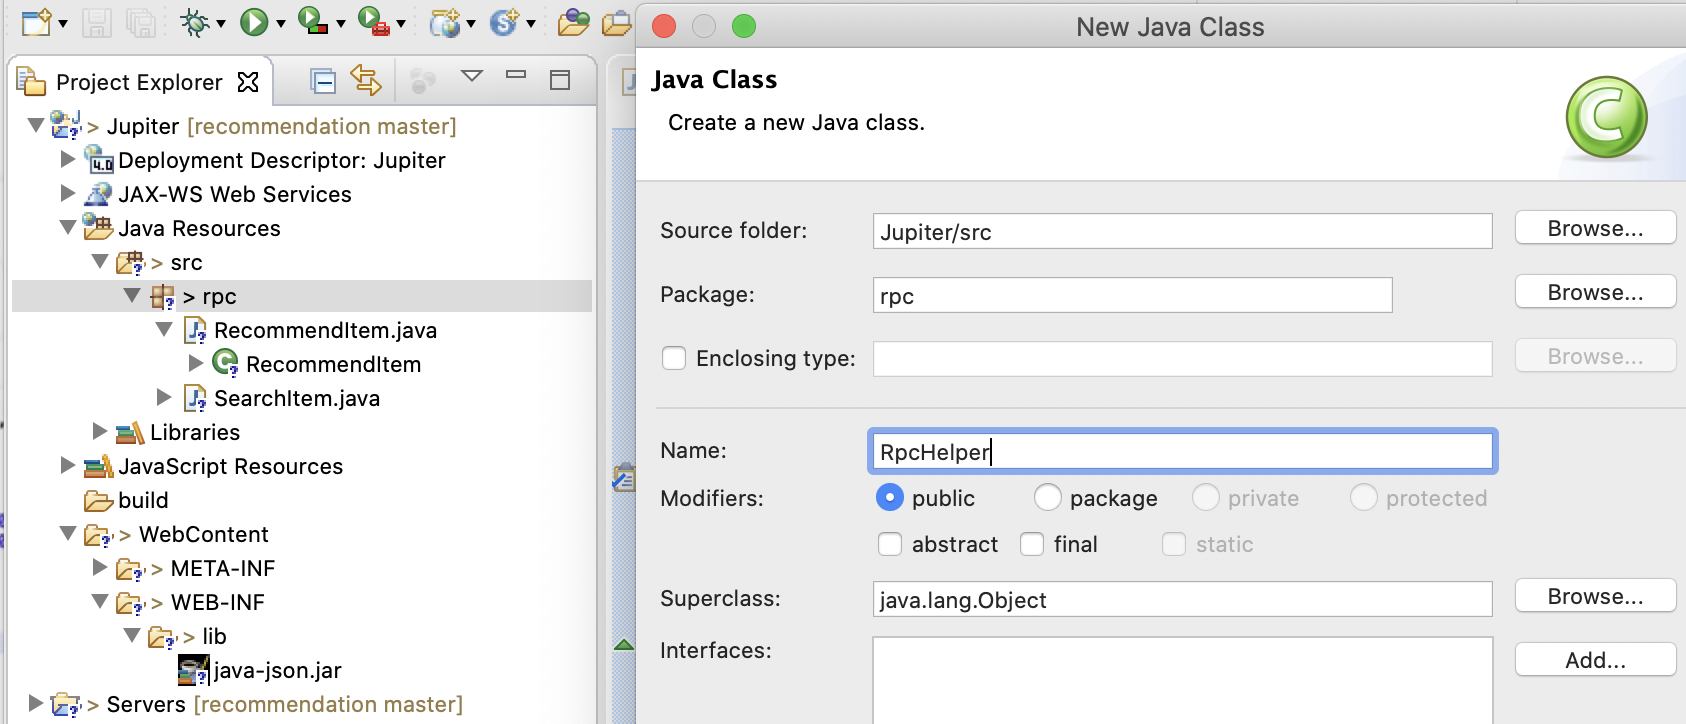 Project Explorer
> Jupiter [recommendation master]
4.0 Deployment Descriptor: Jupiter
JAX-WS Web Services
Java Resources
> src
> rpc
RecommendItem.java
RecommendItem
SearchItem.java
Libraries
JavaScript Resources
build
> WebContent
> META-INF
> WEB-INF
> lib
java-json.jar
> Servers [recommendation master]
New Java Class
Java Class
Create a new Java class.
Source folder: Jupiter/src Browse...
Package: rpc Browse...
Enclosing type: Browse...
Name: RpcHelper
Modifiers: public package private protected
abstract final static
Superclass: java.lang.Object Browse...
Interfaces: Add...